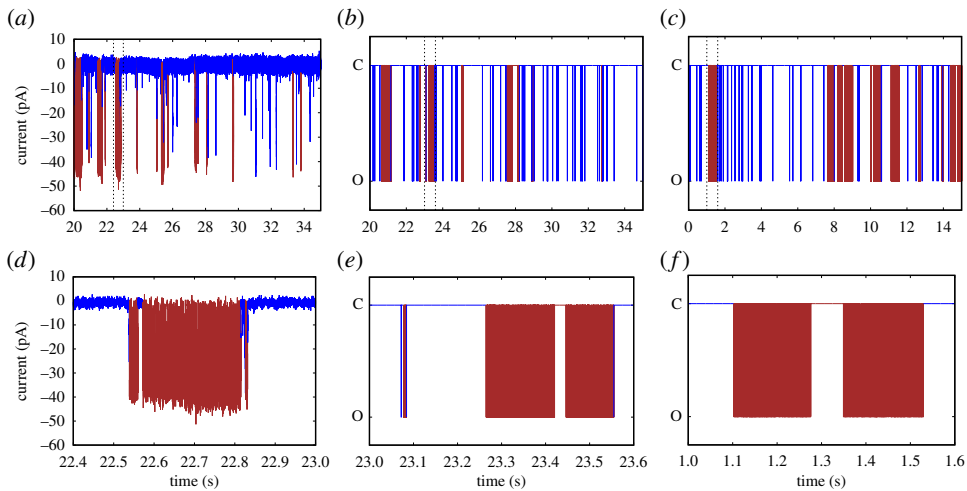 (a) (b) (c)
10
0
–10
–20
–30
–40
–50
–60
current (pA)
20 22 24 26 28 30 32 34
C
O
20 22 24 26 28 30 32 34
C
O
0 2 4 6 8 10 12 14
(d) (e) (f)
10
0
–10
–20
–30
–40
–50
–60
current (pA)
22.4 22.5 22.6 22.7 22.8 22.9 23.0
time (s)
C
O
23.0 23.1 23.2 23.3 23.4 23.5 23.6
time (s)
C
O
1.0 1.1 1.2 1.3 1.4 1.5 1.6
time (s)